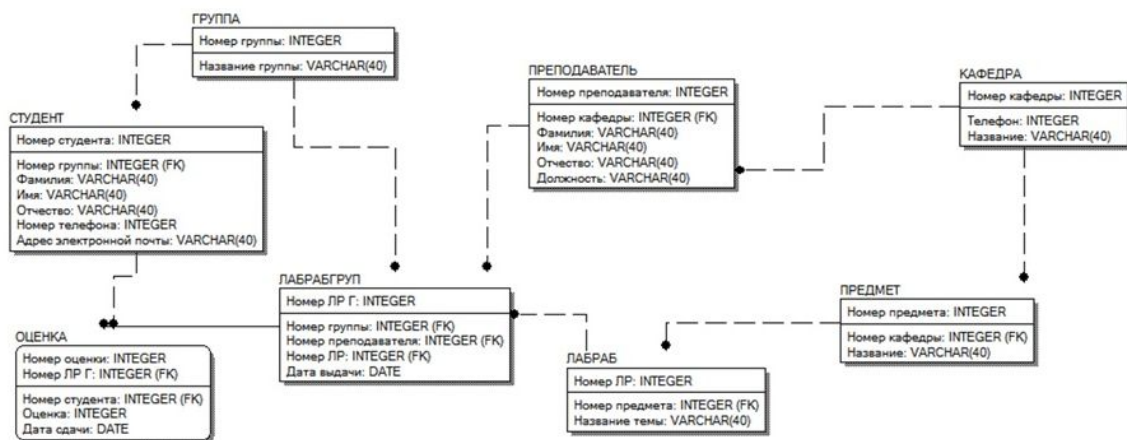 ГРУППА
Номер группы: INTEGER
Название группы: VARCHAR(40)
СТУДЕНТ
Номер студента: INTEGER
Номер группы: INTEGER (FK)
Фамилия: VARCHAR(40)
Имя: VARCHAR(40)
Отчество: VARCHAR(40)
Номер телефона: INTEGER
Адрес электронной почты: VARCHAR(40)
ПРЕПОДАВАТЕЛЬ
Номер преподавателя: INTEGER
Номер кафедры: INTEGER (FK)
Фамилия: VARCHAR(40)
Имя: VARCHAR(40)
Отчество: VARCHAR(40)
Должность: VARCHAR(40)
КАФЕДРА
Номер кафедры: INTEGER
Телефон: INTEGER
Название: VARCHAR(40)
ЛАБРАБГРУП
Номер ЛР Г: INTEGER
Номер группы: INTEGER (FK)
Номер преподавателя: INTEGER (FK)
Номер ЛР: INTEGER (FK)
Дата выдачи: DATE
ПРЕДМЕТ
Номер предмета: INTEGER
Номер кафедры: INTEGER (FK)
Название: VARCHAR(40)
ОЦЕНКА
Номер оценки: INTEGER
Номер ЛР Г: INTEGER (FK)
Номер студента: INTEGER (FK)
Оценка: INTEGER
Дата сдачи: DATE
ЛАБРАБ
Номер ЛР: INTEGER
Номер предмета: INTEGER (FK)
Название темы: VARCHAR(40)